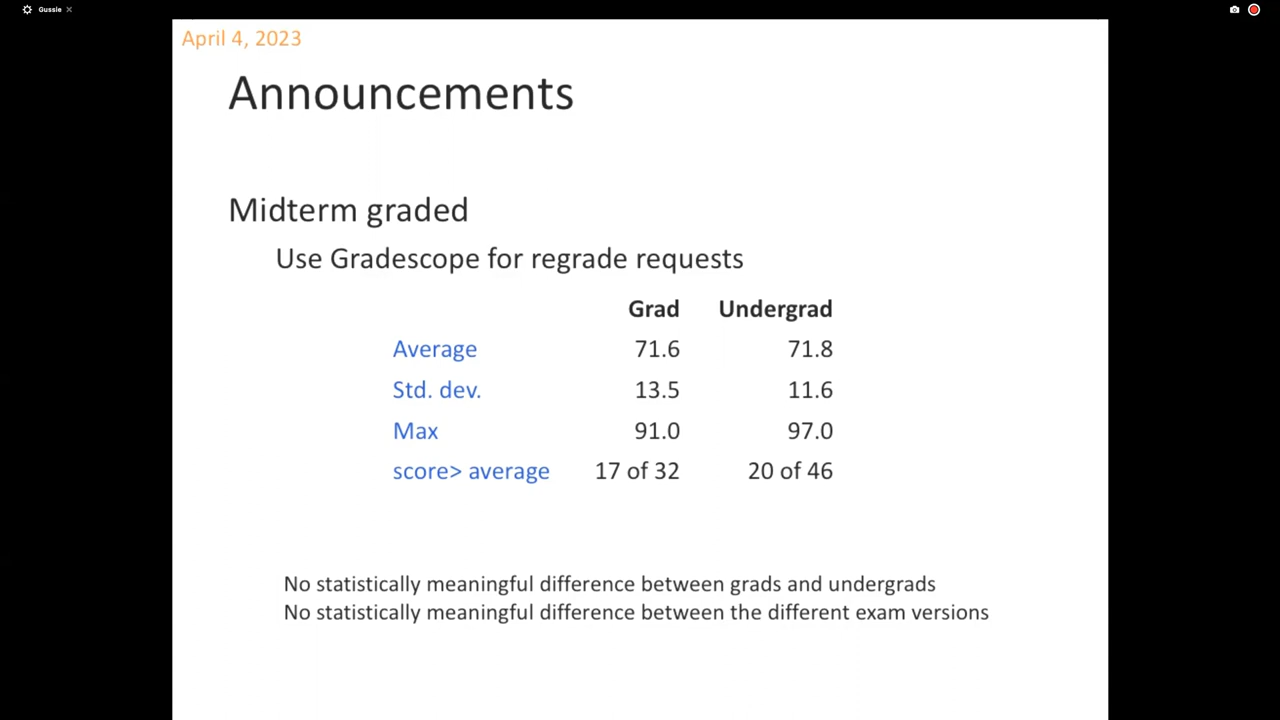 Gussie
April 4, 2023
Announcements
Midterm graded
Use Gradescope for regrade requests
Grad Undergrad
Average 71.6 71.8
Std. dev. 13.5 11.6
Max 91.0 97.0
score> average 17 of 32 20 of 46
No statistically meaningful difference between grads and undergrads
No statistically meaningful difference between the different exam versions